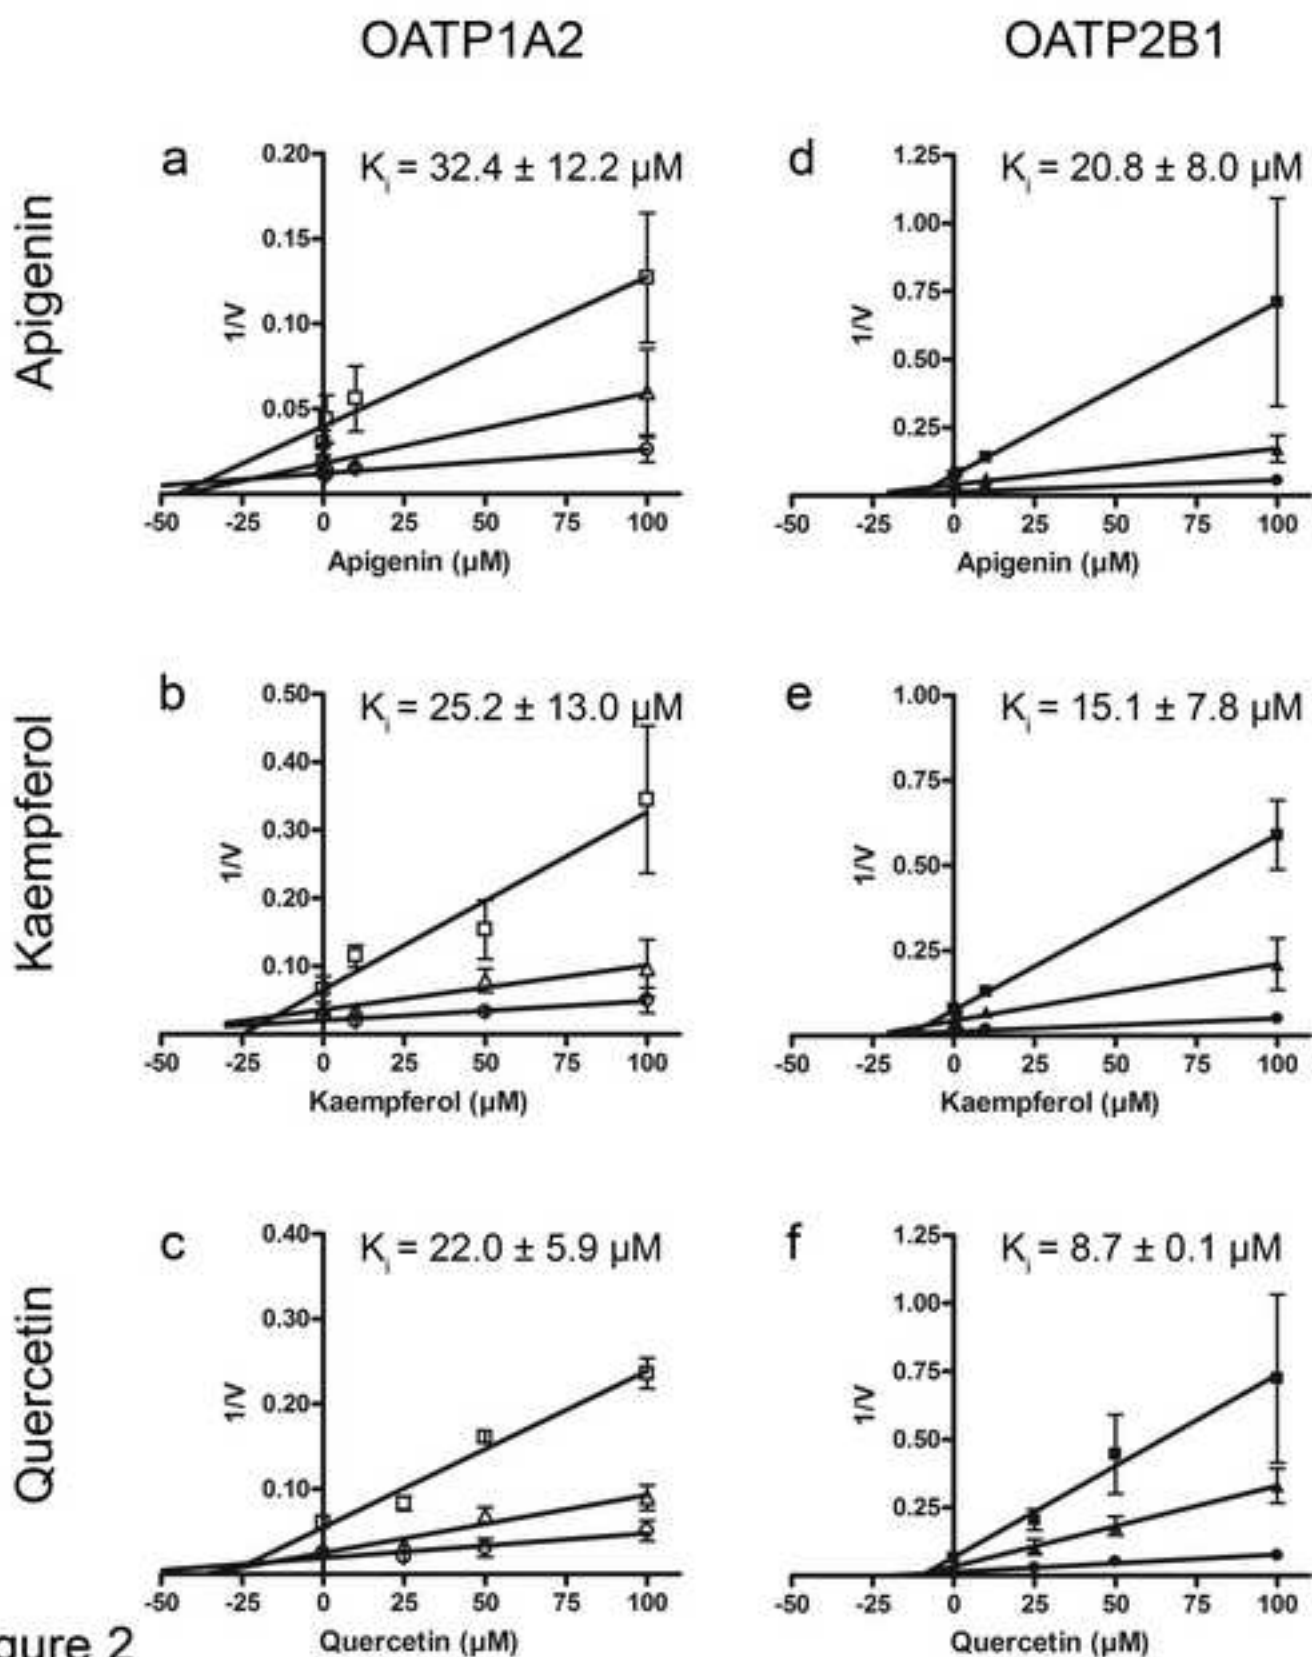 OATP1A2
OATP2B1
Apigenin
a
Ki = 32.4 ± 12.2 µM
0.20
0.15
0.10
0.05
1/V
-50 -25 0 25 50 75 100
Apigenin (µM)
d
Ki = 20.8 ± 8.0 µM
1.25
1.00
0.75
0.50
0.25
1/V
-50 -25 0 25 50 75 100
Apigenin (µM)
Kaempferol
b
Ki = 25.2 ± 13.0 µM
0.50
0.40
0.30
0.20
0.10
1/V
-50 -25 0 25 50 75 100
Kaempferol (µM)
e
Ki = 15.1 ± 7.8 µM
1.00
0.75
0.50
0.25
1/V
-50 -25 0 25 50 75 100
Kaempferol (µM)
Quercetin
c
Ki = 22.0 ± 5.9 µM
0.40
0.30
0.20
0.10
1/V
-50 -25 0 25 50 75 100
Quercetin (µM)
f
Ki = 8.7 ± 0.1 µM
1.25
1.00
0.75
0.50
0.25
1/V
-50 -25 0 25 50 75 100
Quercetin (µM)
gure 2